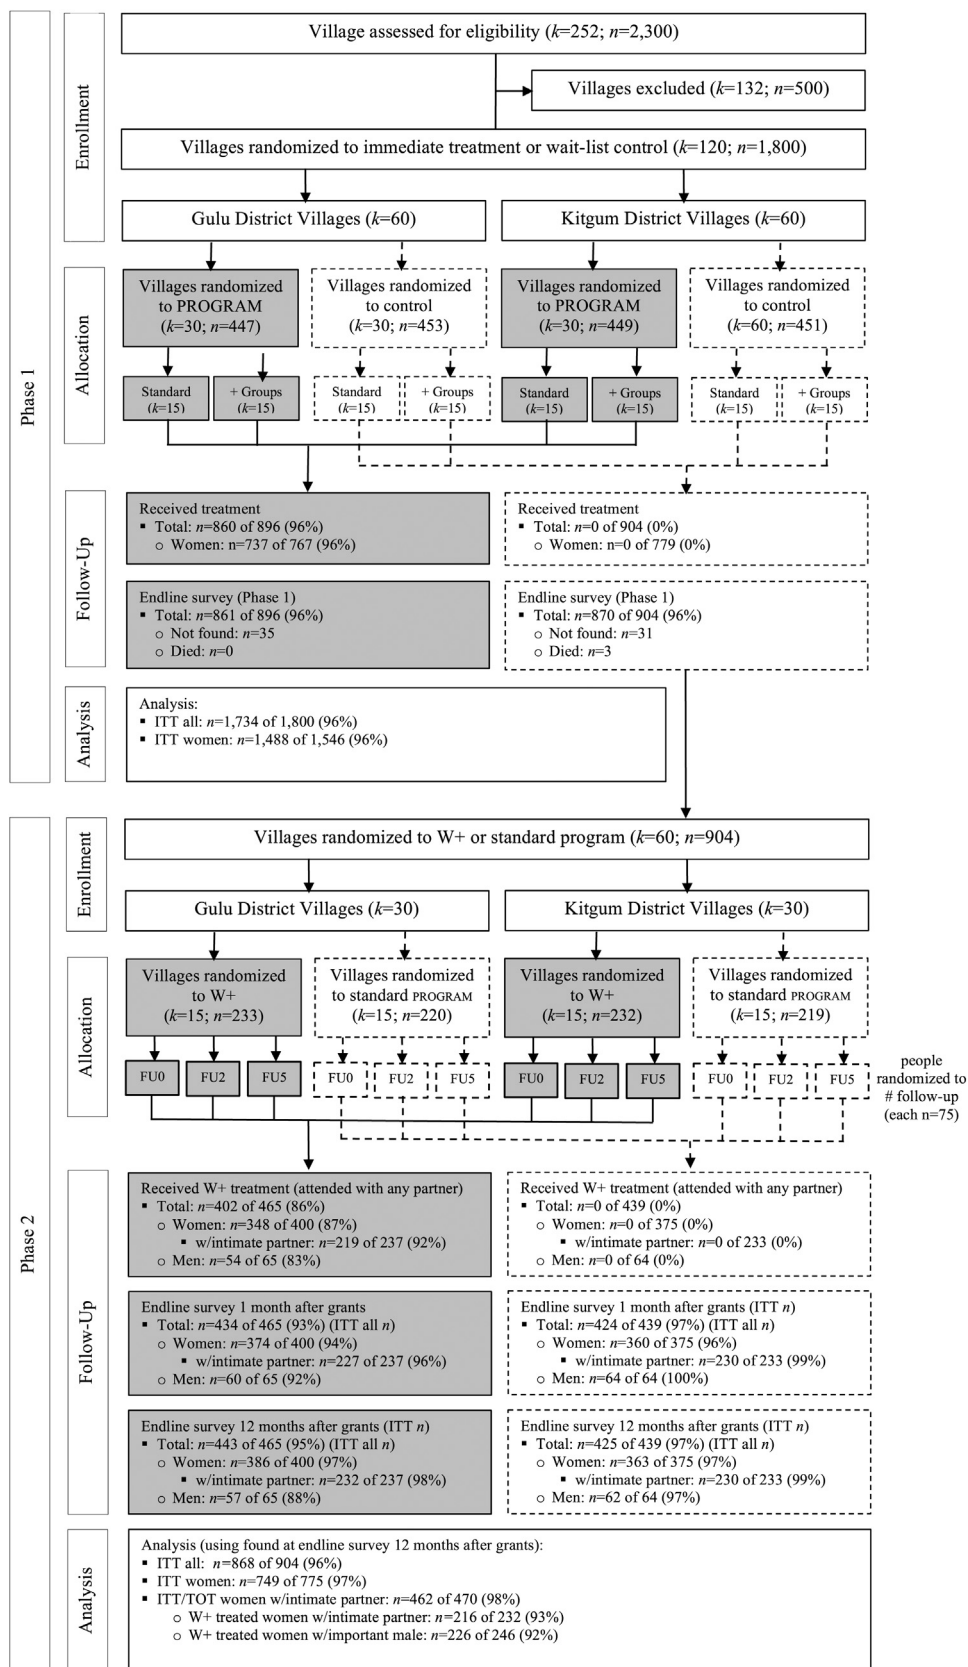 Village assessed for eligibility (k=252; n=2,300)
Villages excluded (k=132; n=500)
Enrollment
Villages randomized to immediate treatment or wait-list control (k=120; n=1,800)
Gulu District Villages (k=60)
Kitgum District Villages (k=60)
Phase 1
Allocation
Villages randomized
to PROGRAM
(k=30; n=447)
Villages randomized
to control
(k=30; n=453)
Villages randomized
to PROGRAM
(k=30; n=449)
Villages randomized
to control
(k=60; n=451)
Standard
(k=15)
+ Groups
(k=15)
Standard
(k=15)
+ Groups
(k=15)
Standard
(k=15)
+ Groups
(k=15)
Standard
(k=15)
+ Groups
(k=15)
Follow-Up
Received treatment
▪ Total: n=860 of 896 (96%)
o Women: n=737 of 767 (96%)
Received treatment
▪ Total: n=0 of 904 (0%)
o Women: n=0 of 779 (0%)
Endline survey (Phase 1)
▪ Total: n=861 of 896 (96%)
o Not found: n=35
o Died: n=0
Endline survey (Phase 1)
▪ Total: n=870 of 904 (96%)
o Not found: n=31
o Died: n=3
Analysis
Analysis:
▪ ITT all: n=1,734 of 1,800 (96%)
▪ ITT women: n=1,488 of 1,546 (96%)
Phase 2
Enrollment
Villages randomized to W+ or standard program (k=60; n=904)
Gulu District Villages (k=30)
Kitgum District Villages (k=30)
Allocation
Villages randomized
to W+
(k=15; n=233)
Villages randomized
to standard PROGRAM
(k=15; n=220)
Villages randomized
to W+
(k=15; n=232)
Villages randomized
to standard PROGRAM
(k=15; n=219)
FU0
FU2
FU5
FU0
FU2
FU5
FU0
FU2
FU5
FU0
FU2
FU5
people
randomized to
# follow-up
(each n=75)
Follow-Up
Received W+ treatment (attended with any partner)
▪ Total: n=402 of 465 (86%)
o Women: n=348 of 400 (87%)
▪ w/intimate partner: n=219 of 237 (92%)
o Men: n=54 of 65 (83%)
Received W+ treatment (attended with any partner)
▪ Total: n=0 of 439 (0%)
o Women: n=0 of 375 (0%)
▪ w/intimate partner: n=0 of 233 (0%)
o Men: n=0 of 64 (0%)
Endline survey 1 month after grants
▪ Total: n=434 of 465 (93%) (ITT all n)
o Women: n=374 of 400 (94%)
▪ w/intimate partner: n=227 of 237 (96%)
o Men: n=60 of 65 (92%)
Endline survey 1 month after grants (ITT n)
▪ Total: n=424 of 439 (97%) (ITT all n)
o Women: n=360 of 375 (96%)
▪ w/intimate partner: n=230 of 233 (99%)
o Men: n=64 of 64 (100%)
Endline survey 12 months after grants (ITT n)
▪ Total: n=443 of 465 (95%) (ITT all n)
o Women: n=386 of 400 (97%)
▪ w/intimate partner: n=232 of 237 (98%)
o Men: n=57 of 65 (88%)
Endline survey 12 months after grants (ITT n)
▪ Total: n=425 of 439 (97%) (ITT all n)
o Women: n=363 of 375 (97%)
▪ w/intimate partner: n=230 of 233 (99%)
o Men: n=62 of 64 (97%)
Analysis
Analysis (using found at endline survey 12 months after grants):
▪ ITT all: n=868 of 904 (96%)
▪ ITT women: n=749 of 775 (97%)
▪ ITT/TOT women w/intimate partner: n=462 of 470 (98%)
o W+ treated women w/intimate partner: n=216 of 232 (93%)
o W+ treated women w/important male: n=226 of 246 (92%)